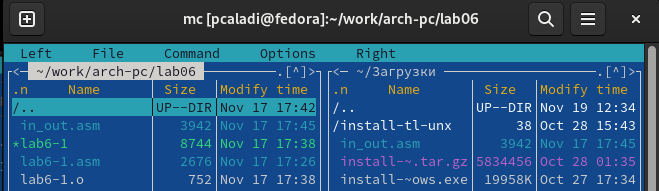 mc [pcaladi@fedora]:~/work/arch-pc/lab06
Left File Command Options Right
<─ ~/work/arch-pc/lab06 ─.[^]>
.n Name Size Modify time
/.. UP--DIR Nov 17 17:42
in_out.asm 3942 Nov 17 17:45
*lab6-1 8744 Nov 17 17:38
lab6-1.asm 2676 Nov 17 17:26
lab6-1.o 752 Nov 17 17:38
<─ ~/Загрузки ─.[^]>
.n Name Size Modify time
/.. UP--DIR Nov 19 12:34
/install-tl-unx 38 Oct 28 15:43
in_out.asm 3942 Nov 17 17:45
install-~.tar.gz 5834456 Oct 28 01:35
install-~ows.exe 19958K Oct 27 17:34